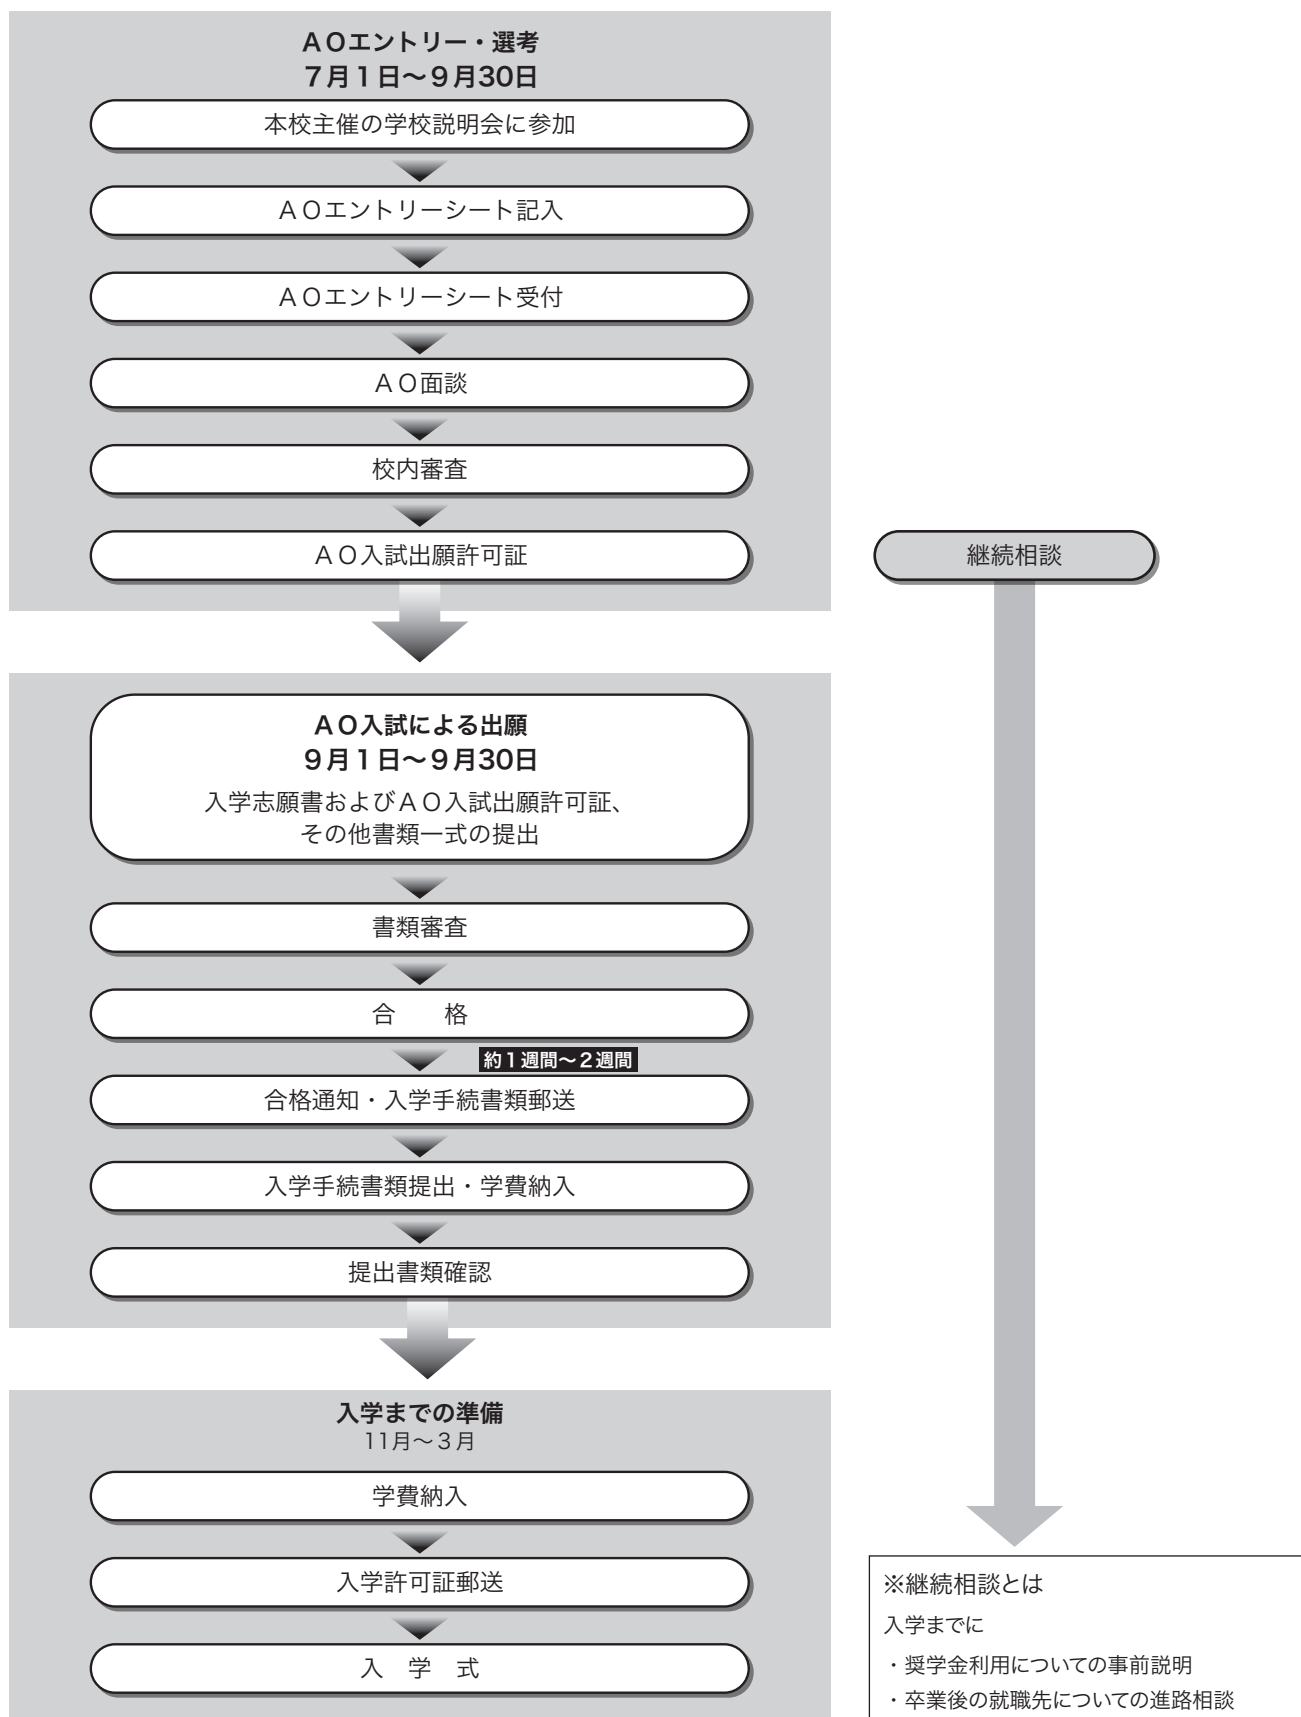 ＡＯエントリー・選考
７月１日～９月30日
本校主催の学校説明会に参加
ＡＯエントリーシート記入
ＡＯエントリーシート受付
ＡＯ面談
校内審査
ＡＯ入試出願許可証
継続相談
ＡＯ入試による出願
９月１日～９月30日
入学志願書およびＡＯ入試出願許可証、
その他書類一式の提出
書類審査
合　　格
約１週間～２週間
合格通知・入学手続書類郵送
入学手続書類提出・学費納入
提出書類確認
入学までの準備
11月～３月
学費納入
入学許可証郵送
入　学　式
※継続相談とは
入学までに
・奨学金利用についての事前説明
・卒業後の就職先についての進路相談